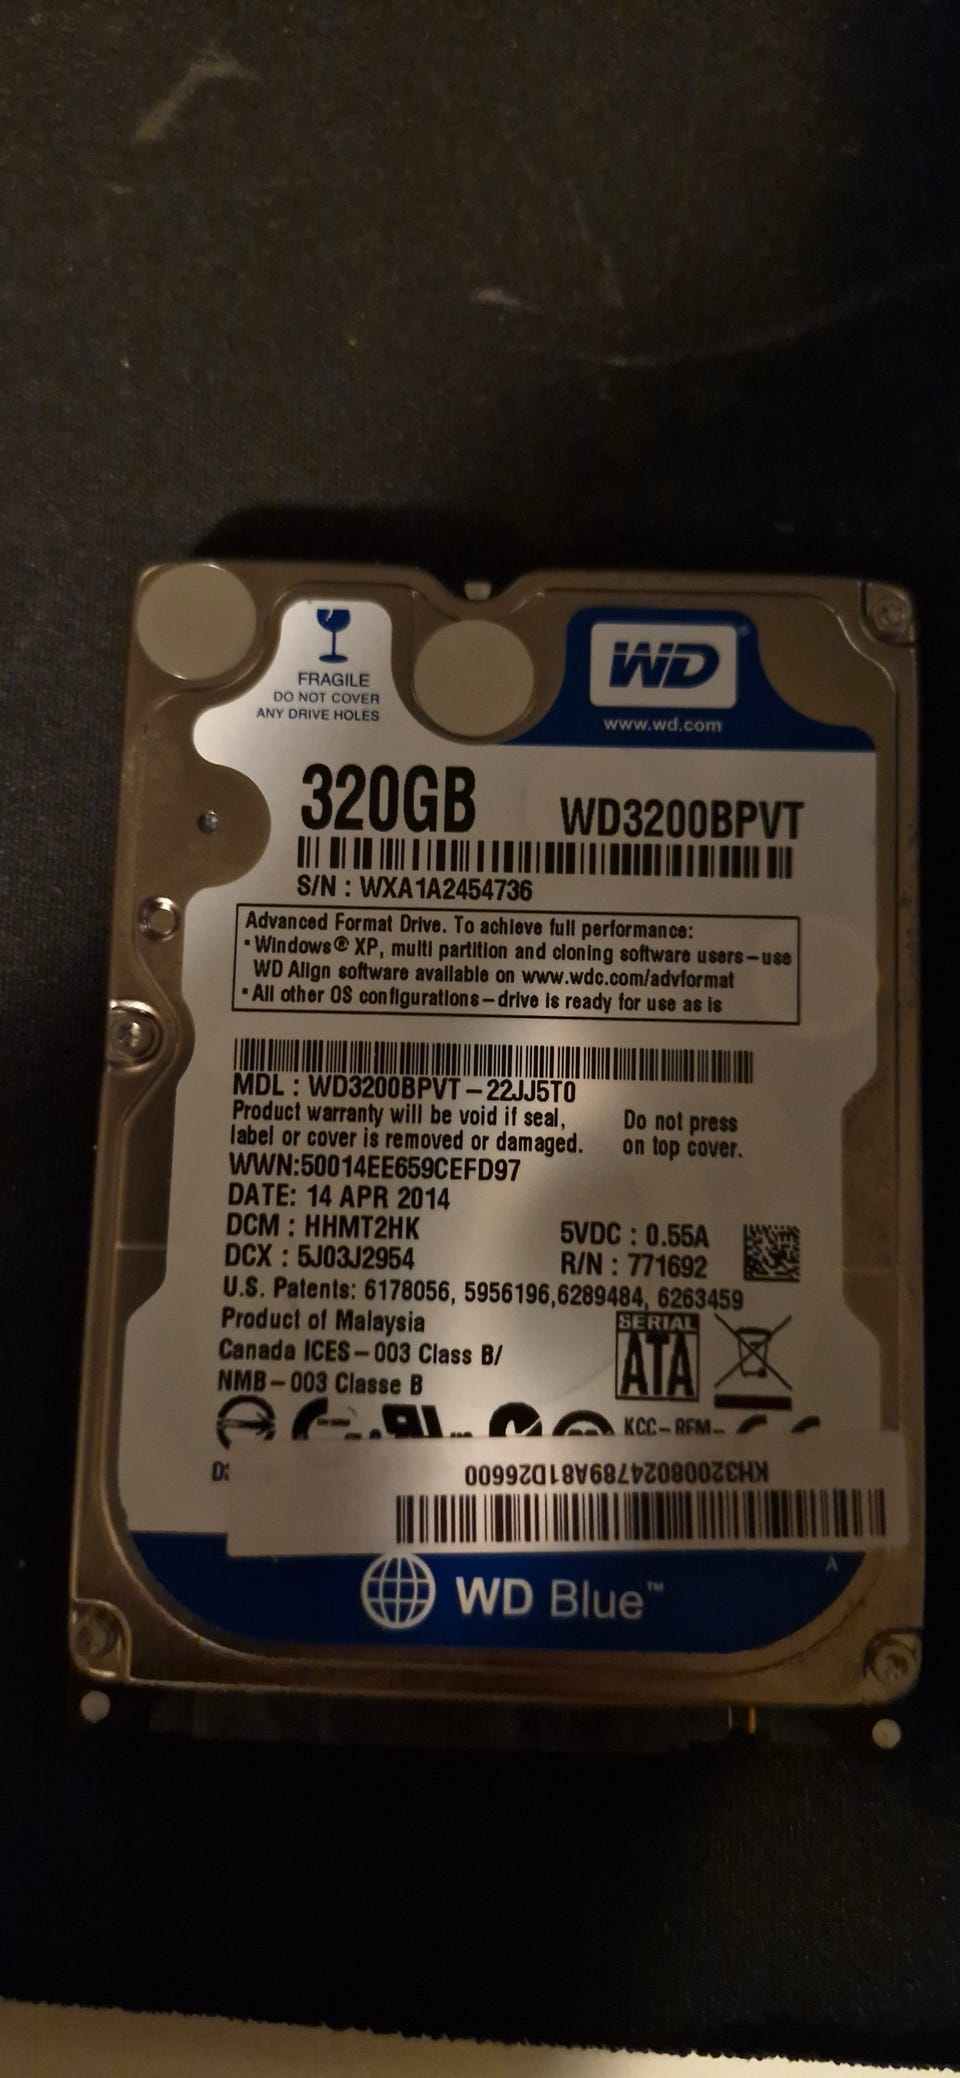 FRAGILE
DO NOT COVER
ANY DRIVE HOLES
WD®
www.wd.com
320GB WD3200BPVT
S/N : WXA1A2454736
Advanced Format Drive. To achieve full performance:
• Windows® XP, multi partition and cloning software users–use
WD Align software available on www.wdc.com/advformat
• All other OS configurations–drive is ready for use as is
MDL : WD3200BPVT – 22JJ5T0
Product warranty will be void if seal,
label or cover is removed or damaged.
Do not press
on top cover.
WWN:50014EE659CEFD97
DATE: 14 APR 2014
DCM : HHMT2HK
DCX : 5J03J2954
5VDC : 0.55A
R/N : 771692
U.S. Patents: 6178056, 5956196,6289484, 6263459
Product of Malaysia
Canada ICES–003 Class B/
NMB–003 Classe B
SERIAL
ATA
KCC–REM–
D:
KH32008024789A81D26600
A
WD Blue™